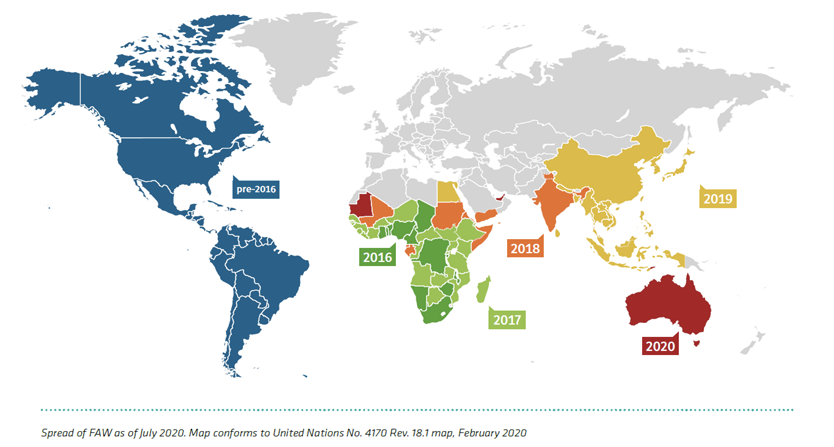 pre-2016
2019
2018
2016
2017
2020
Spread of FAW as of July 2020. Map conforms to United Nations No. 4170 Rev. 18.1 map, February 2020